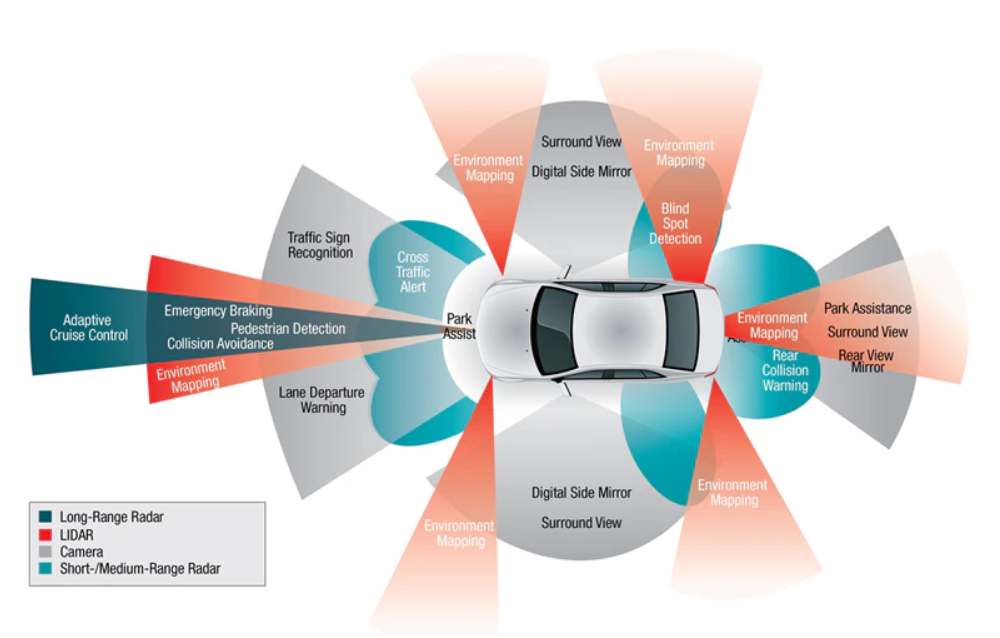 Environment
Mapping
Surround View
Digital Side Mirror
Environment
Mapping
Blind
Spot
Detection
Traffic Sign
Recognition
Cross
Traffic
Alert
Adaptive
Cruise Control
Emergency Braking
Pedestrian Detection
Collision Avoidance
Environment
Mapping
Park
Assist
Lane Departure
Warning
Environment
Mapping
Rear
Collision
Warning
Park Assistance
Surround View
Rear View
Mirror
Environment
Mapping
Digital Side Mirror
Surround View
Environment
Mapping
Long-Range Radar
LIDAR
Camera
Short-/Medium-Range Radar